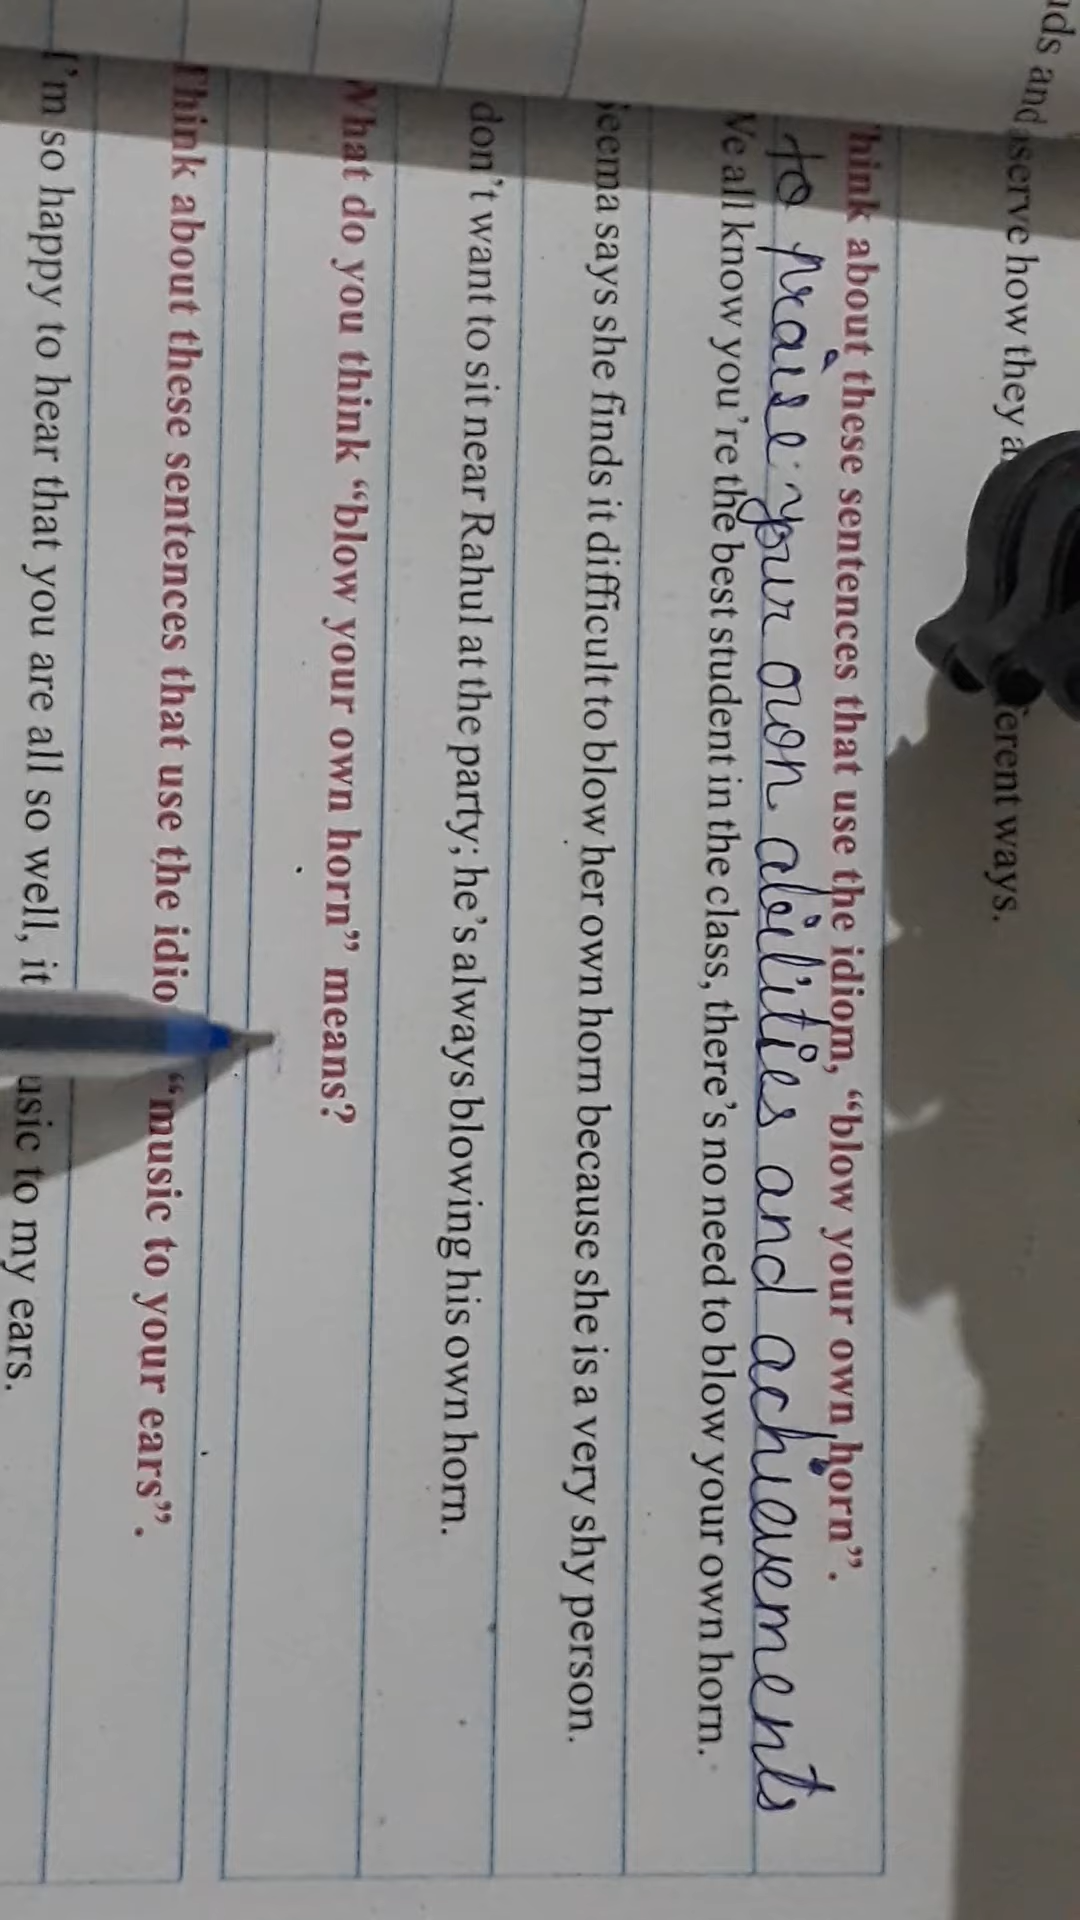 and serve how they erent ways.
hink about these sentences that use the idiom, “blow your own horn”.
to praise your own abilities and achievements
We all know you’re the best student in the class, there’s no need to blow your own horn.
Seema says she finds it difficult to blow her own horn because she is a very shy person.
don’t want to sit near Rahul at the party; he’s always blowing his own horn.
What do you think “blow your own horn” means?
Think about these sentences that use the idio “music to your ears”.
I’m so happy to hear that you are all so well, it usic to my ears.